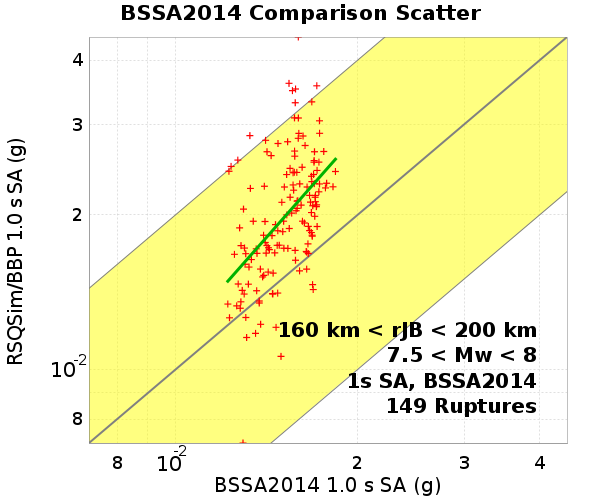 BSSA2014 Comparison Scatter
RSQSim/BBP 1.0 s SA (g)
4
3
2
10-2
8
160 km < rJB < 200 km
7.5 < Mw < 8
1s SA, BSSA2014
149 Ruptures
8 10-2 2 3 4
BSSA2014 1.0 s SA (g)